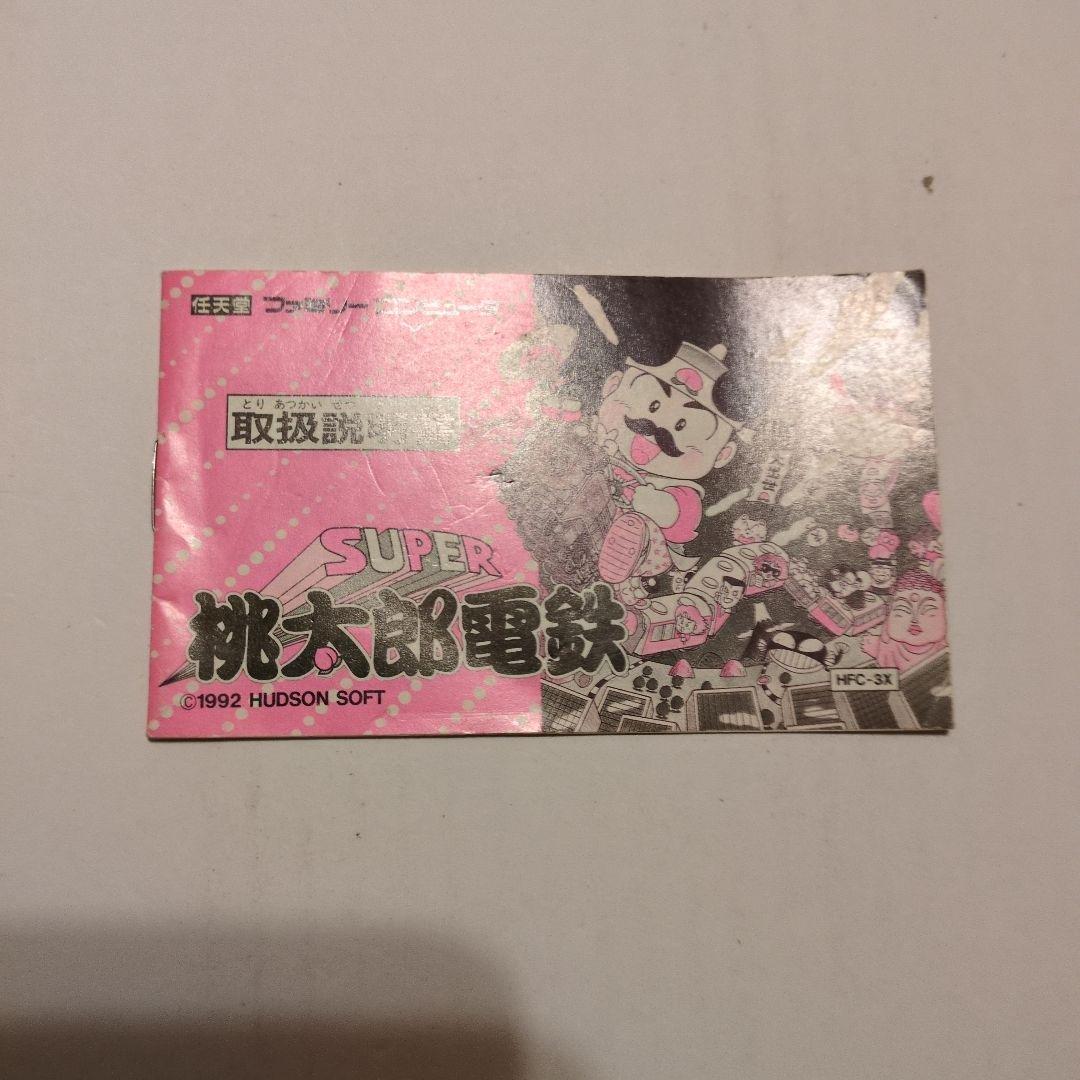 任天堂 ファミリーコンピュータ
とり あつかい せつ
取扱説明書
SUPER
桃太郎電鉄
©1992 HUDSON SOFT
HFC-3X